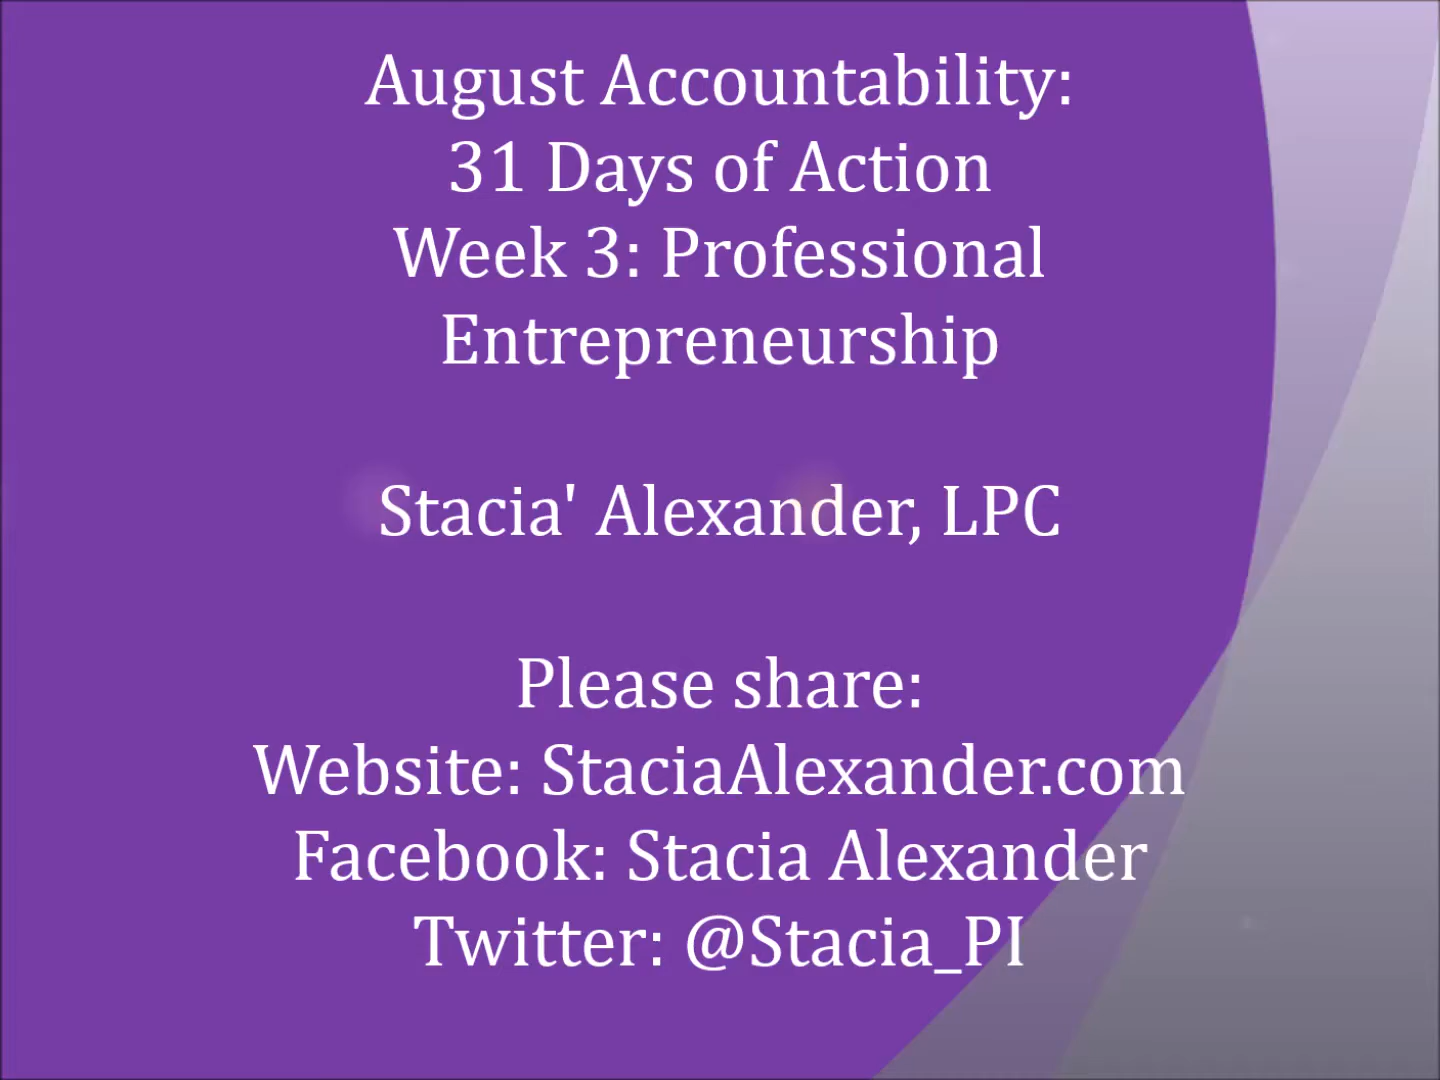 August Accountability:
31 Days of Action
Week 3: Professional
Entrepreneurship
Stacia' Alexander, LPC
Please share:
Website: StaciaAlexander.com
Facebook: Stacia Alexander
Twitter: @Stacia_PI